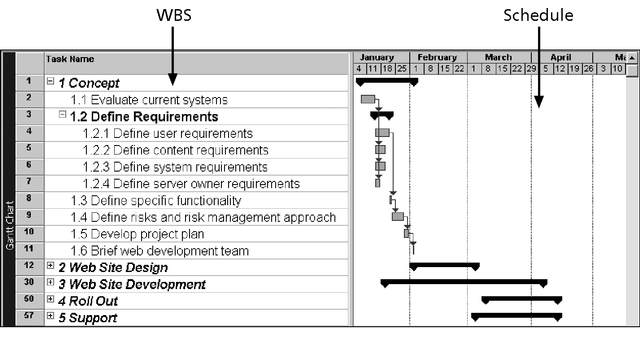 WBS Schedule
Task Name January February March April Ma
4 11 18 25 1 8 15 22 1 8 15 22 29 5 12 19 26 3 10
1 1 Concept
2 1.1 Evaluate current systems
3 1.2 Define Requirements
4 1.2.1 Define user requirements
5 1.2.2 Define content requirements
6 1.2.3 Define system requirements
7 1.2.4 Define server owner requirements
8 1.3 Define specific functionality
9 1.4 Define risks and risk management approach
10 1.5 Develop project plan
11 1.6 Brief web development team
12 2 Web Site Design
30 3 Web Site Development
50 4 Roll Out
57 5 Support
Gantt Chart